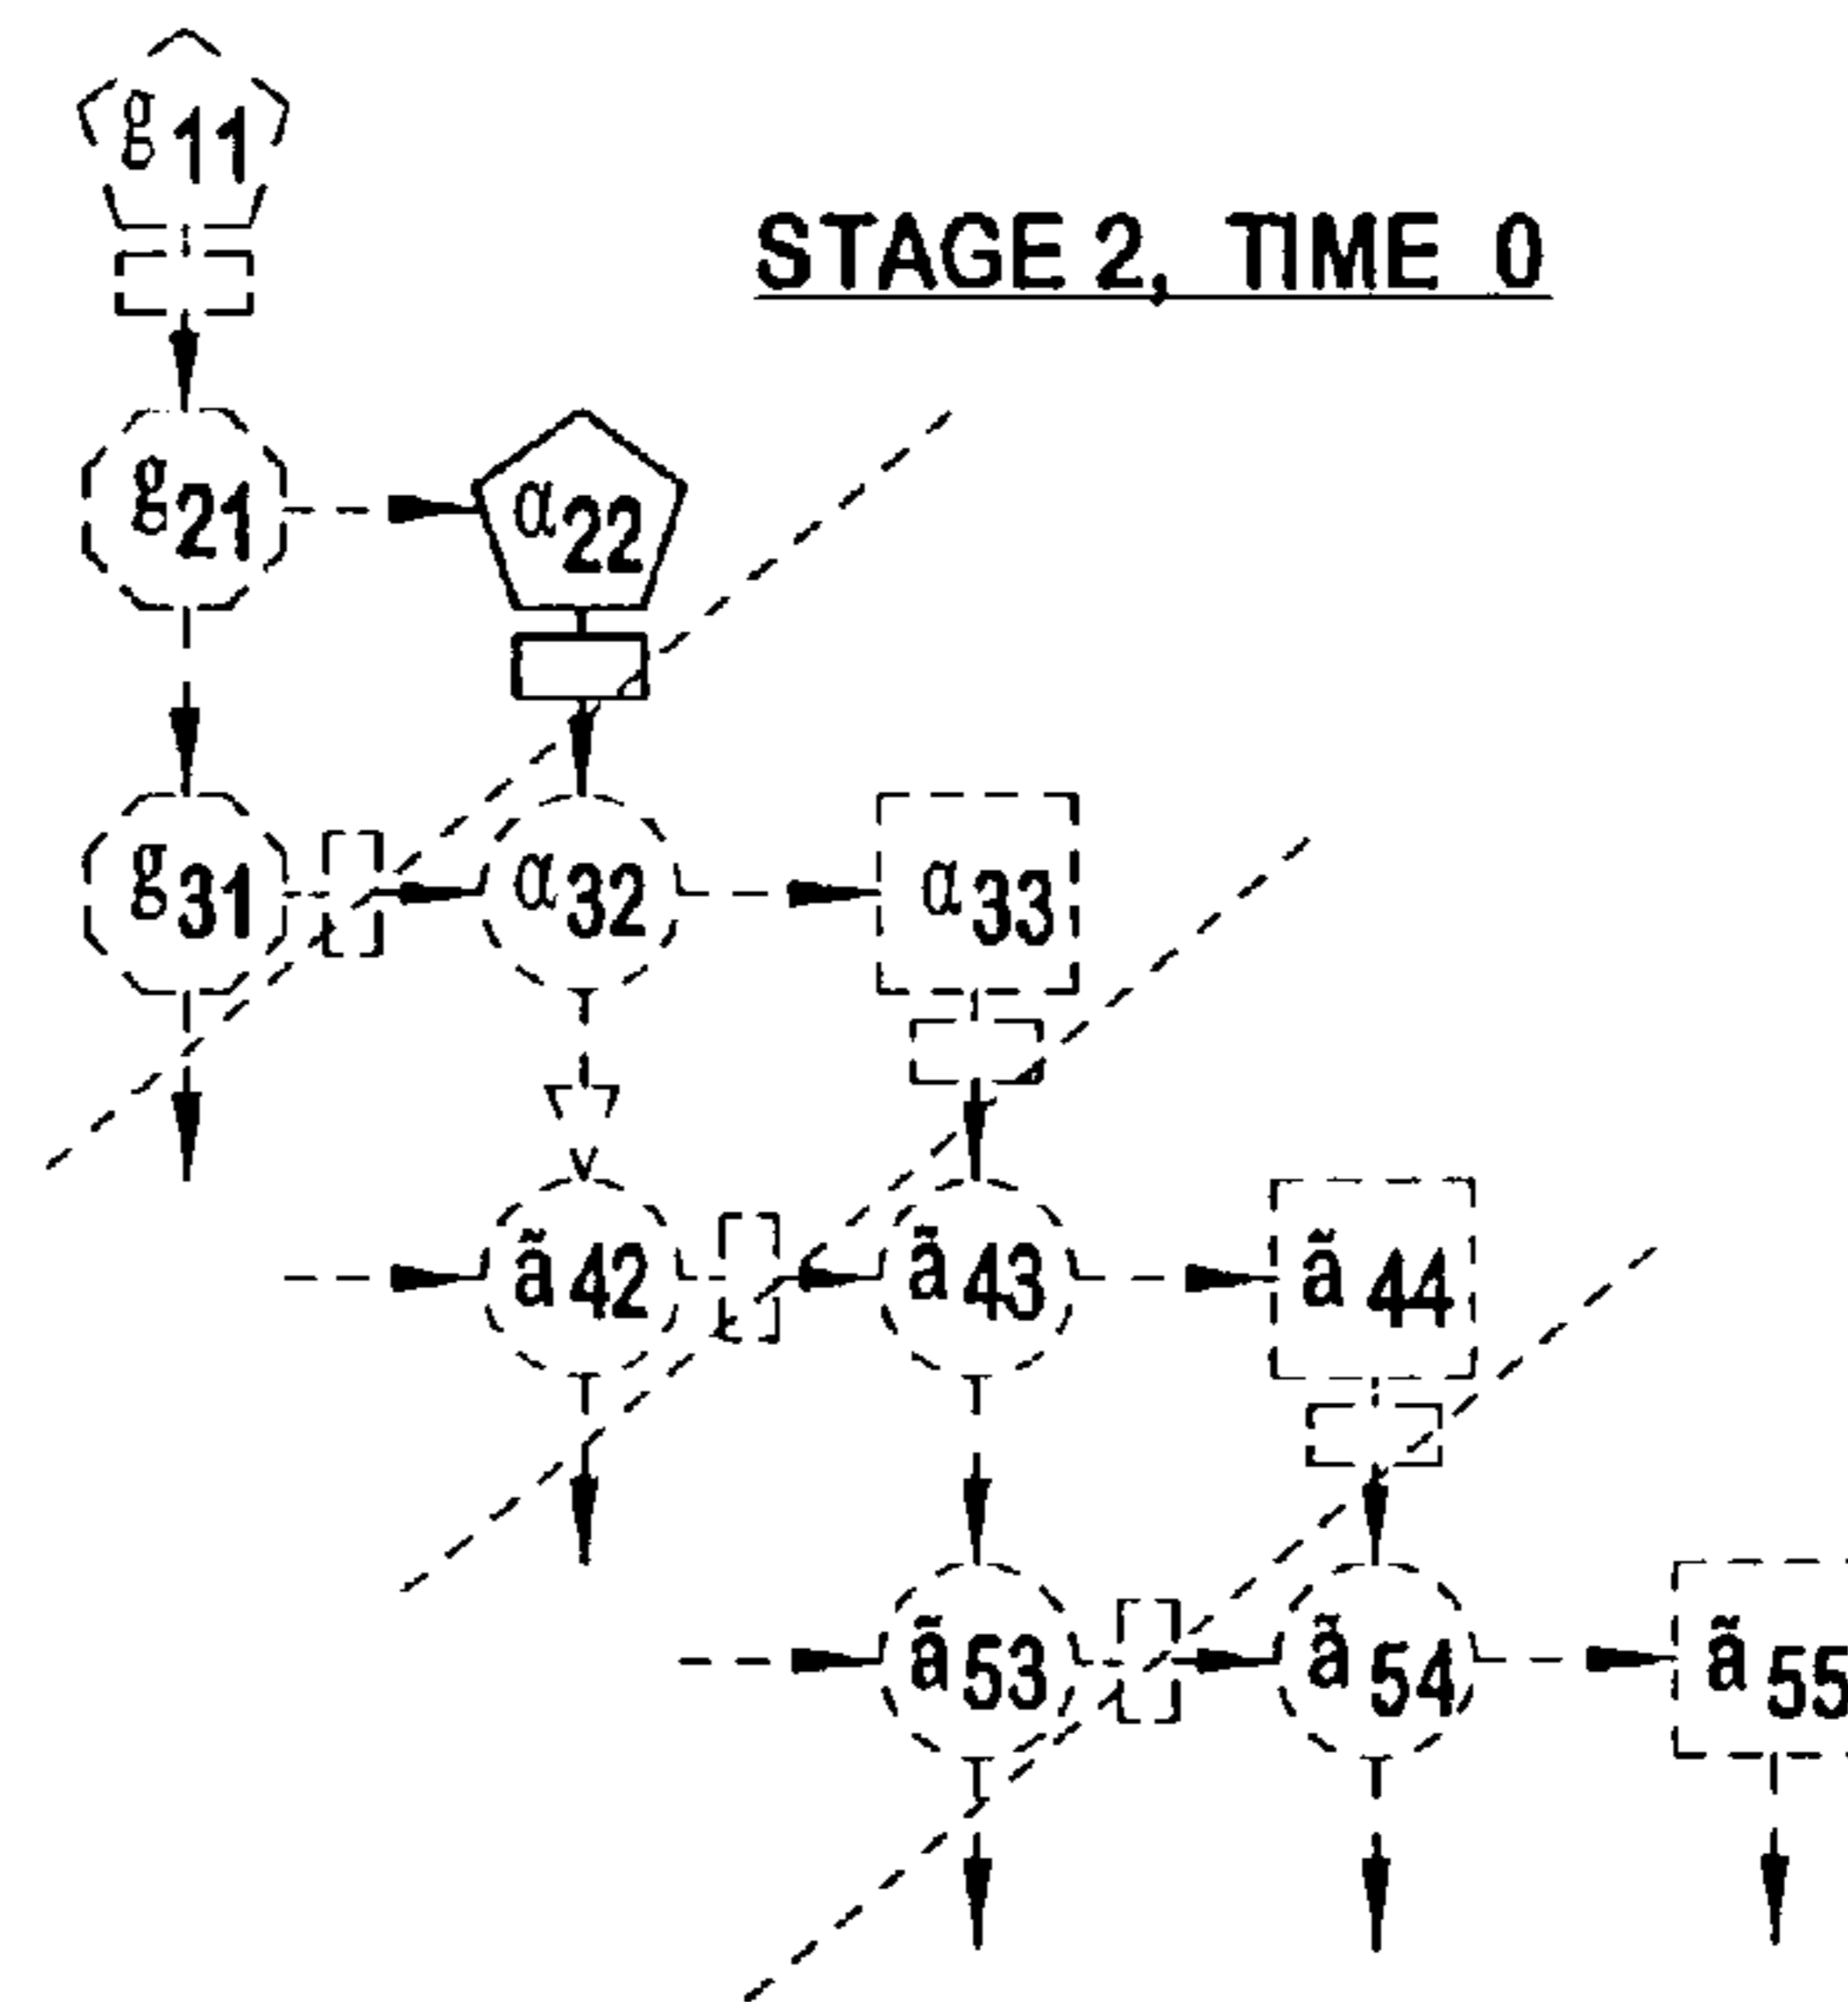 g11
STAGE 2, TIME 0
g21 α22
g31 α32 α33
ã42 ã43 ã44
ã53 ã54 ã55